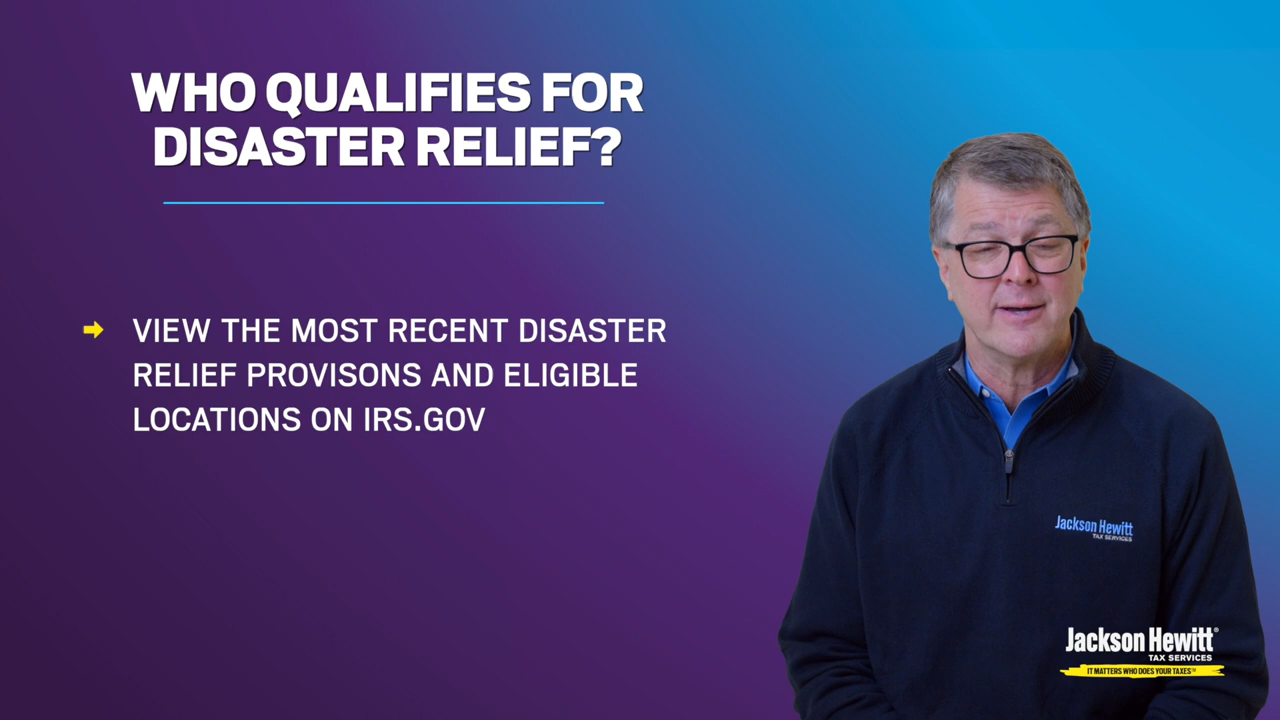 WHO QUALIFIES FOR
DISASTER RELIEF?
VIEW THE MOST RECENT DISASTER
RELIEF PROVISONS AND ELIGIBLE
LOCATIONS ON IRS.GOV
Jackson Hewitt
TAX SERVICES
Jackson Hewitt®
TAX SERVICES
IT MATTERS WHO DOES YOUR TAXES™